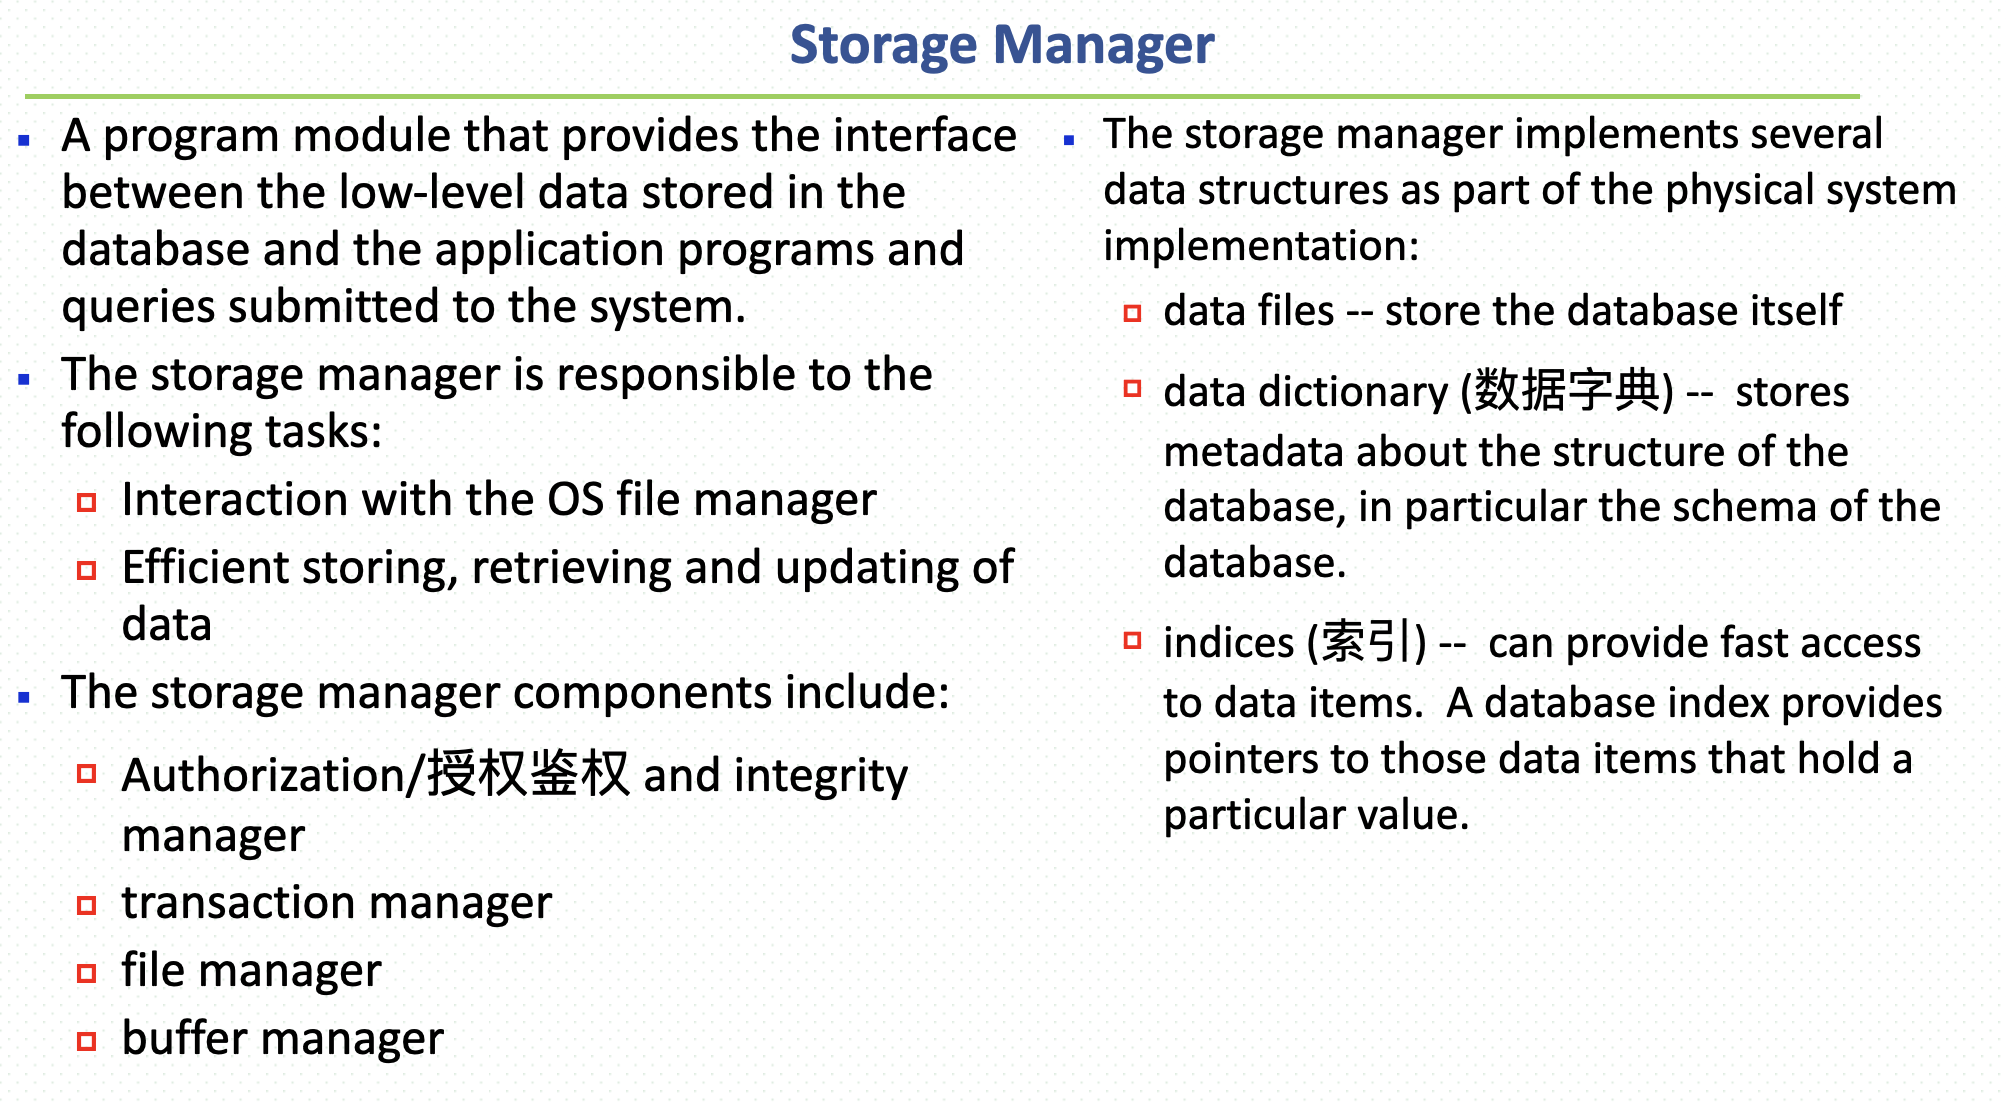 Storage Manager
A program module that provides the interface
between the low-level data stored in the
database and the application programs and
queries submitted to the system.
The storage manager is responsible to the
following tasks:
Interaction with the OS file manager
Efficient storing, retrieving and updating of
data
The storage manager components include:
Authorization/授权鉴权 and integrity
manager
transaction manager
file manager
buffer manager
The storage manager implements several
data structures as part of the physical system
implementation:
data files -- store the database itself
data dictionary (数据字典) --  stores
metadata about the structure of the
database, in particular the schema of the
database.
indices (索引) --  can provide fast access
to data items.  A database index provides
pointers to those data items that hold a
particular value.